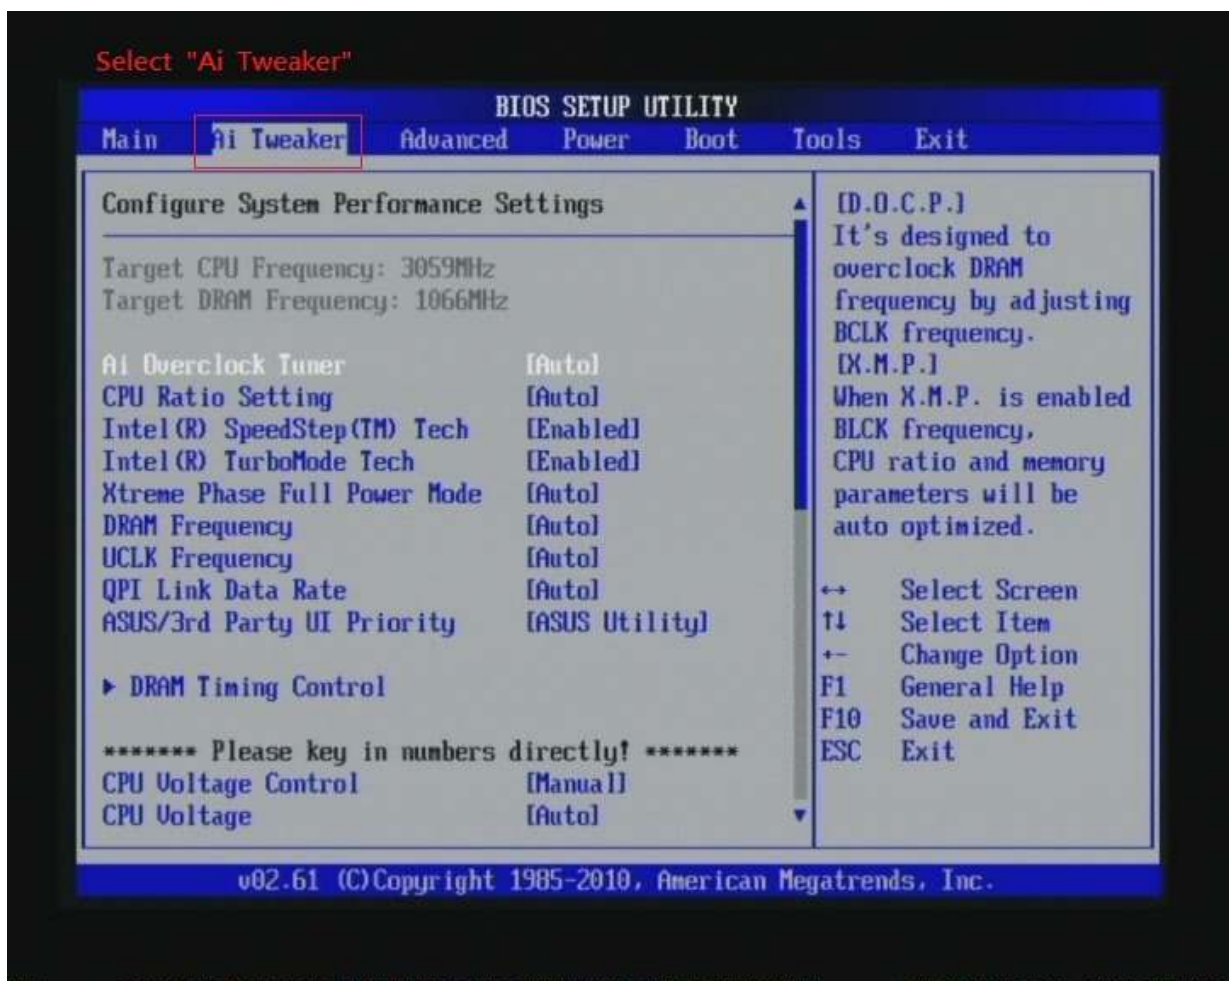 Select "Ai Tweaker"
BIOS SETUP UTILITY
Main Ai Tweaker Advanced Power Boot Tools Exit
Configure System Performance Settings
Target CPU Frequency: 3059MHz
Target DRAM Frequency: 1066MHz
Ai Overclock Tuner [Auto]
CPU Ratio Setting [Auto]
Intel(R) SpeedStep(TM) Tech [Enabled]
Intel(R) TurboMode Tech [Enabled]
Xtreme Phase Full Power Mode [Auto]
DRAM Frequency [Auto]
UCLK Frequency [Auto]
QPI Link Data Rate [Auto]
ASUS/3rd Party UI Priority [ASUS Utility]
▶ DRAM Timing Control
******* Please key in numbers directly! *******
CPU Voltage Control [Manual]
CPU Voltage [Auto]
[D.O.C.P.]
It's designed to
overclock DRAM
frequency by adjusting
BCLK frequency.
[X.M.P.]
When X.M.P. is enabled
BLCK frequency,
CPU ratio and memory
parameters will be
auto optimized.
↔ Select Screen
↑↓ Select Item
+- Change Option
F1 General Help
F10 Save and Exit
ESC Exit
v02.61 (C)Copyright 1985-2010, American Megatrends, Inc.